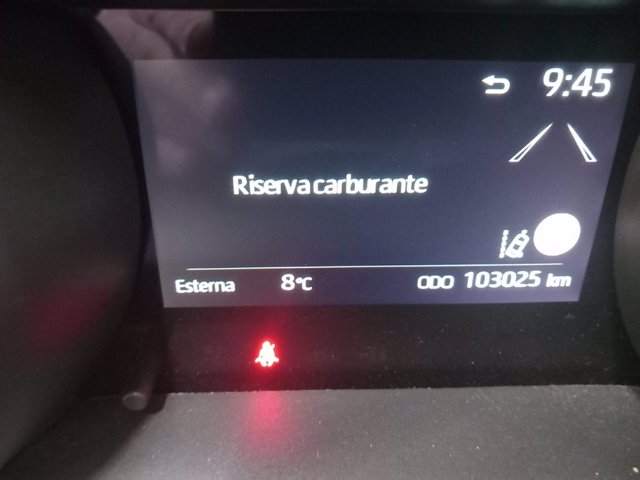 9:45
Riserva carburante
Esterna 8°C ODO 103025 km